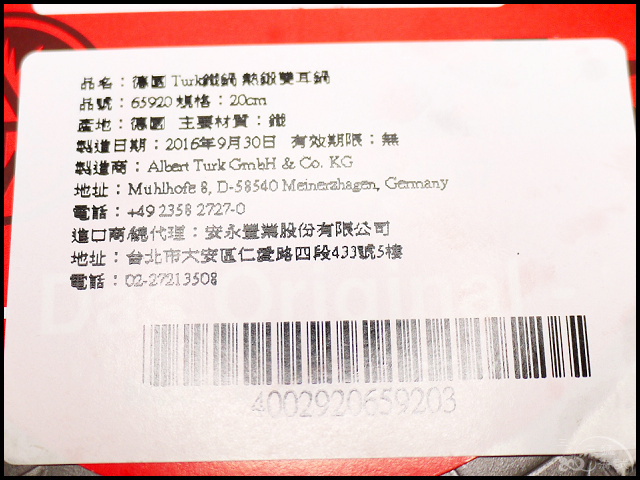 品名：德國 Turk鐵鍋 熱鍛雙耳鍋
品號：65920 規格：20cm
產地：德國 主要材質：鐵
製造日期：2016年9月30日 有效期限：無
製造商：Albert Turk GmbH & Co. KG
地址：Muhlhofe 8, D-58540 Meinerzhagen, Germany
電話：+49 2358 2727-0
進口商/總代理：安永豐業股份有限公司
地址：台北市大安區仁愛路四段433號5樓
電話：02-27213508
Das Original
4002920659203